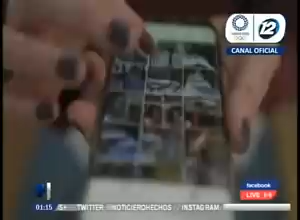 12
CANAL OFICIAL
facebook
LIVE
01:15
S+ TWITTER @NOTICIEROHECHOS / INSTAGRAM